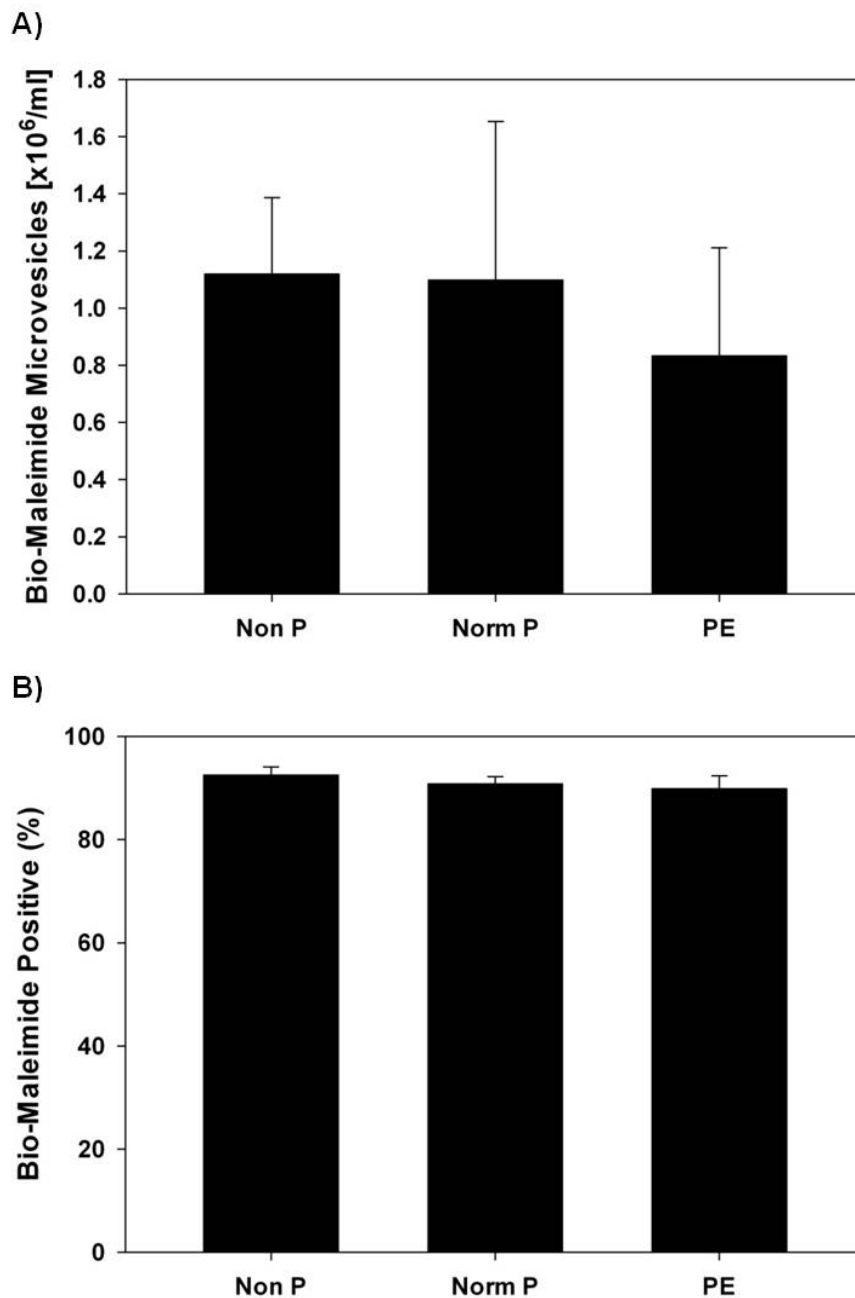 A)
Bio-Maleimide Microvesicles [x10⁶/ml]
1.8
1.6
1.4
1.2
1.0
0.8
0.6
0.4
0.2
0.0
Non P Norm P PE
B)
Bio-Maleimide Positive (%)
100
80
60
40
20
0
Non P Norm P PE